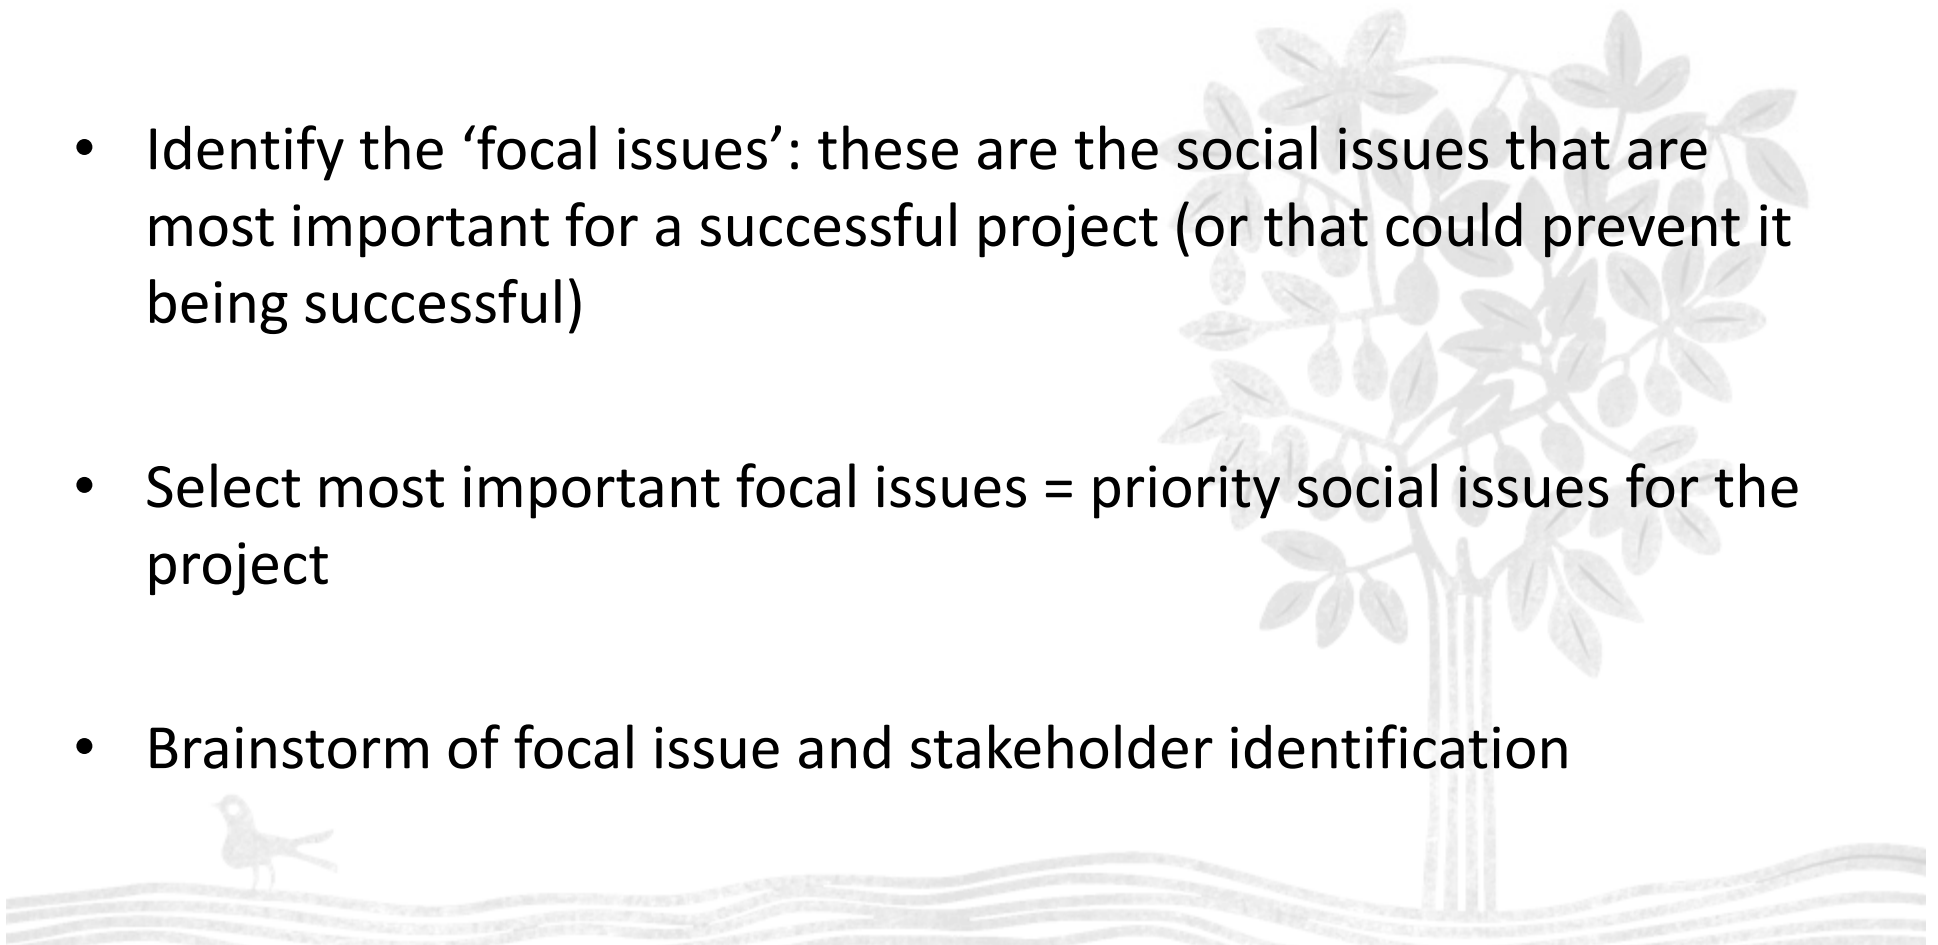 • Identify the ‘focal issues’: these are the social issues that are
most important for a successful project (or that could prevent it
being successful)
• Select most important focal issues = priority social issues for the
project
• Brainstorm of focal issue and stakeholder identification